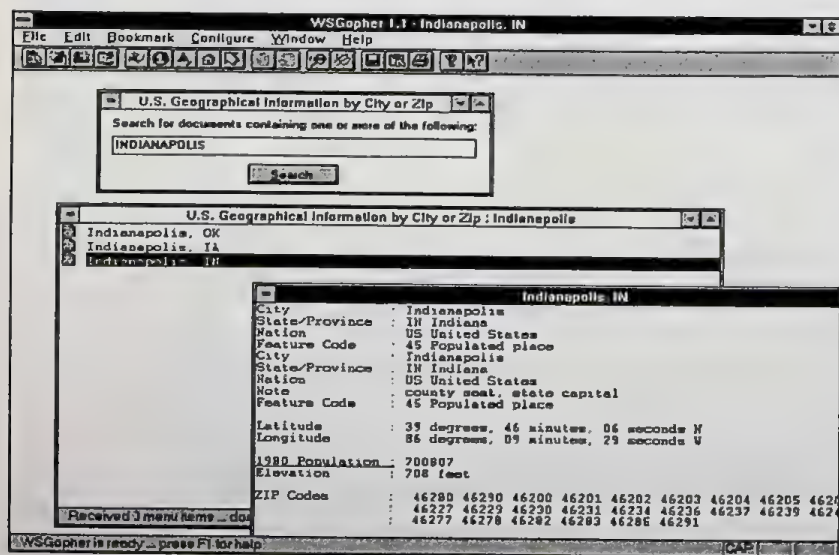 WSGopher 1.1 - Indianapolis, IN
File Edit Bookmark Configure Window Help
U.S. Geographical Information by City or Zip
Search for documents containing one or more of the following:
INDIANAPOLIS
Search
U.S. Geographical Information by City or Zip : Indianapolis
Indianapolis, OK
Indianapolis, IA
Indianapolis, IN
Indianapolis, IN
City : Indianapolis
State/Province : IN Indiana
Nation : US United States
Feature Code : 45 Populated place
City : Indianapolis
State/Province : IN Indiana
Nation : US United States
Note : county seat, state capital
Feature Code : 45 Populated place
Latitude : 39 degrees, 46 minutes, 06 seconds N
Longitude : 86 degrees, 09 minutes, 29 seconds W
1980 Population : 700807
Elevation : 708 feet
ZIP Codes : 46280 46290 46200 46201 46202 46203 46204 46205
: 46227 46229 46230 46231 46234 46236 46237 46239
: 46277 46278 46282 46283 46285 46291
Received 3 menu items ...
WSGopher is ready ... press F1 for help
CAP